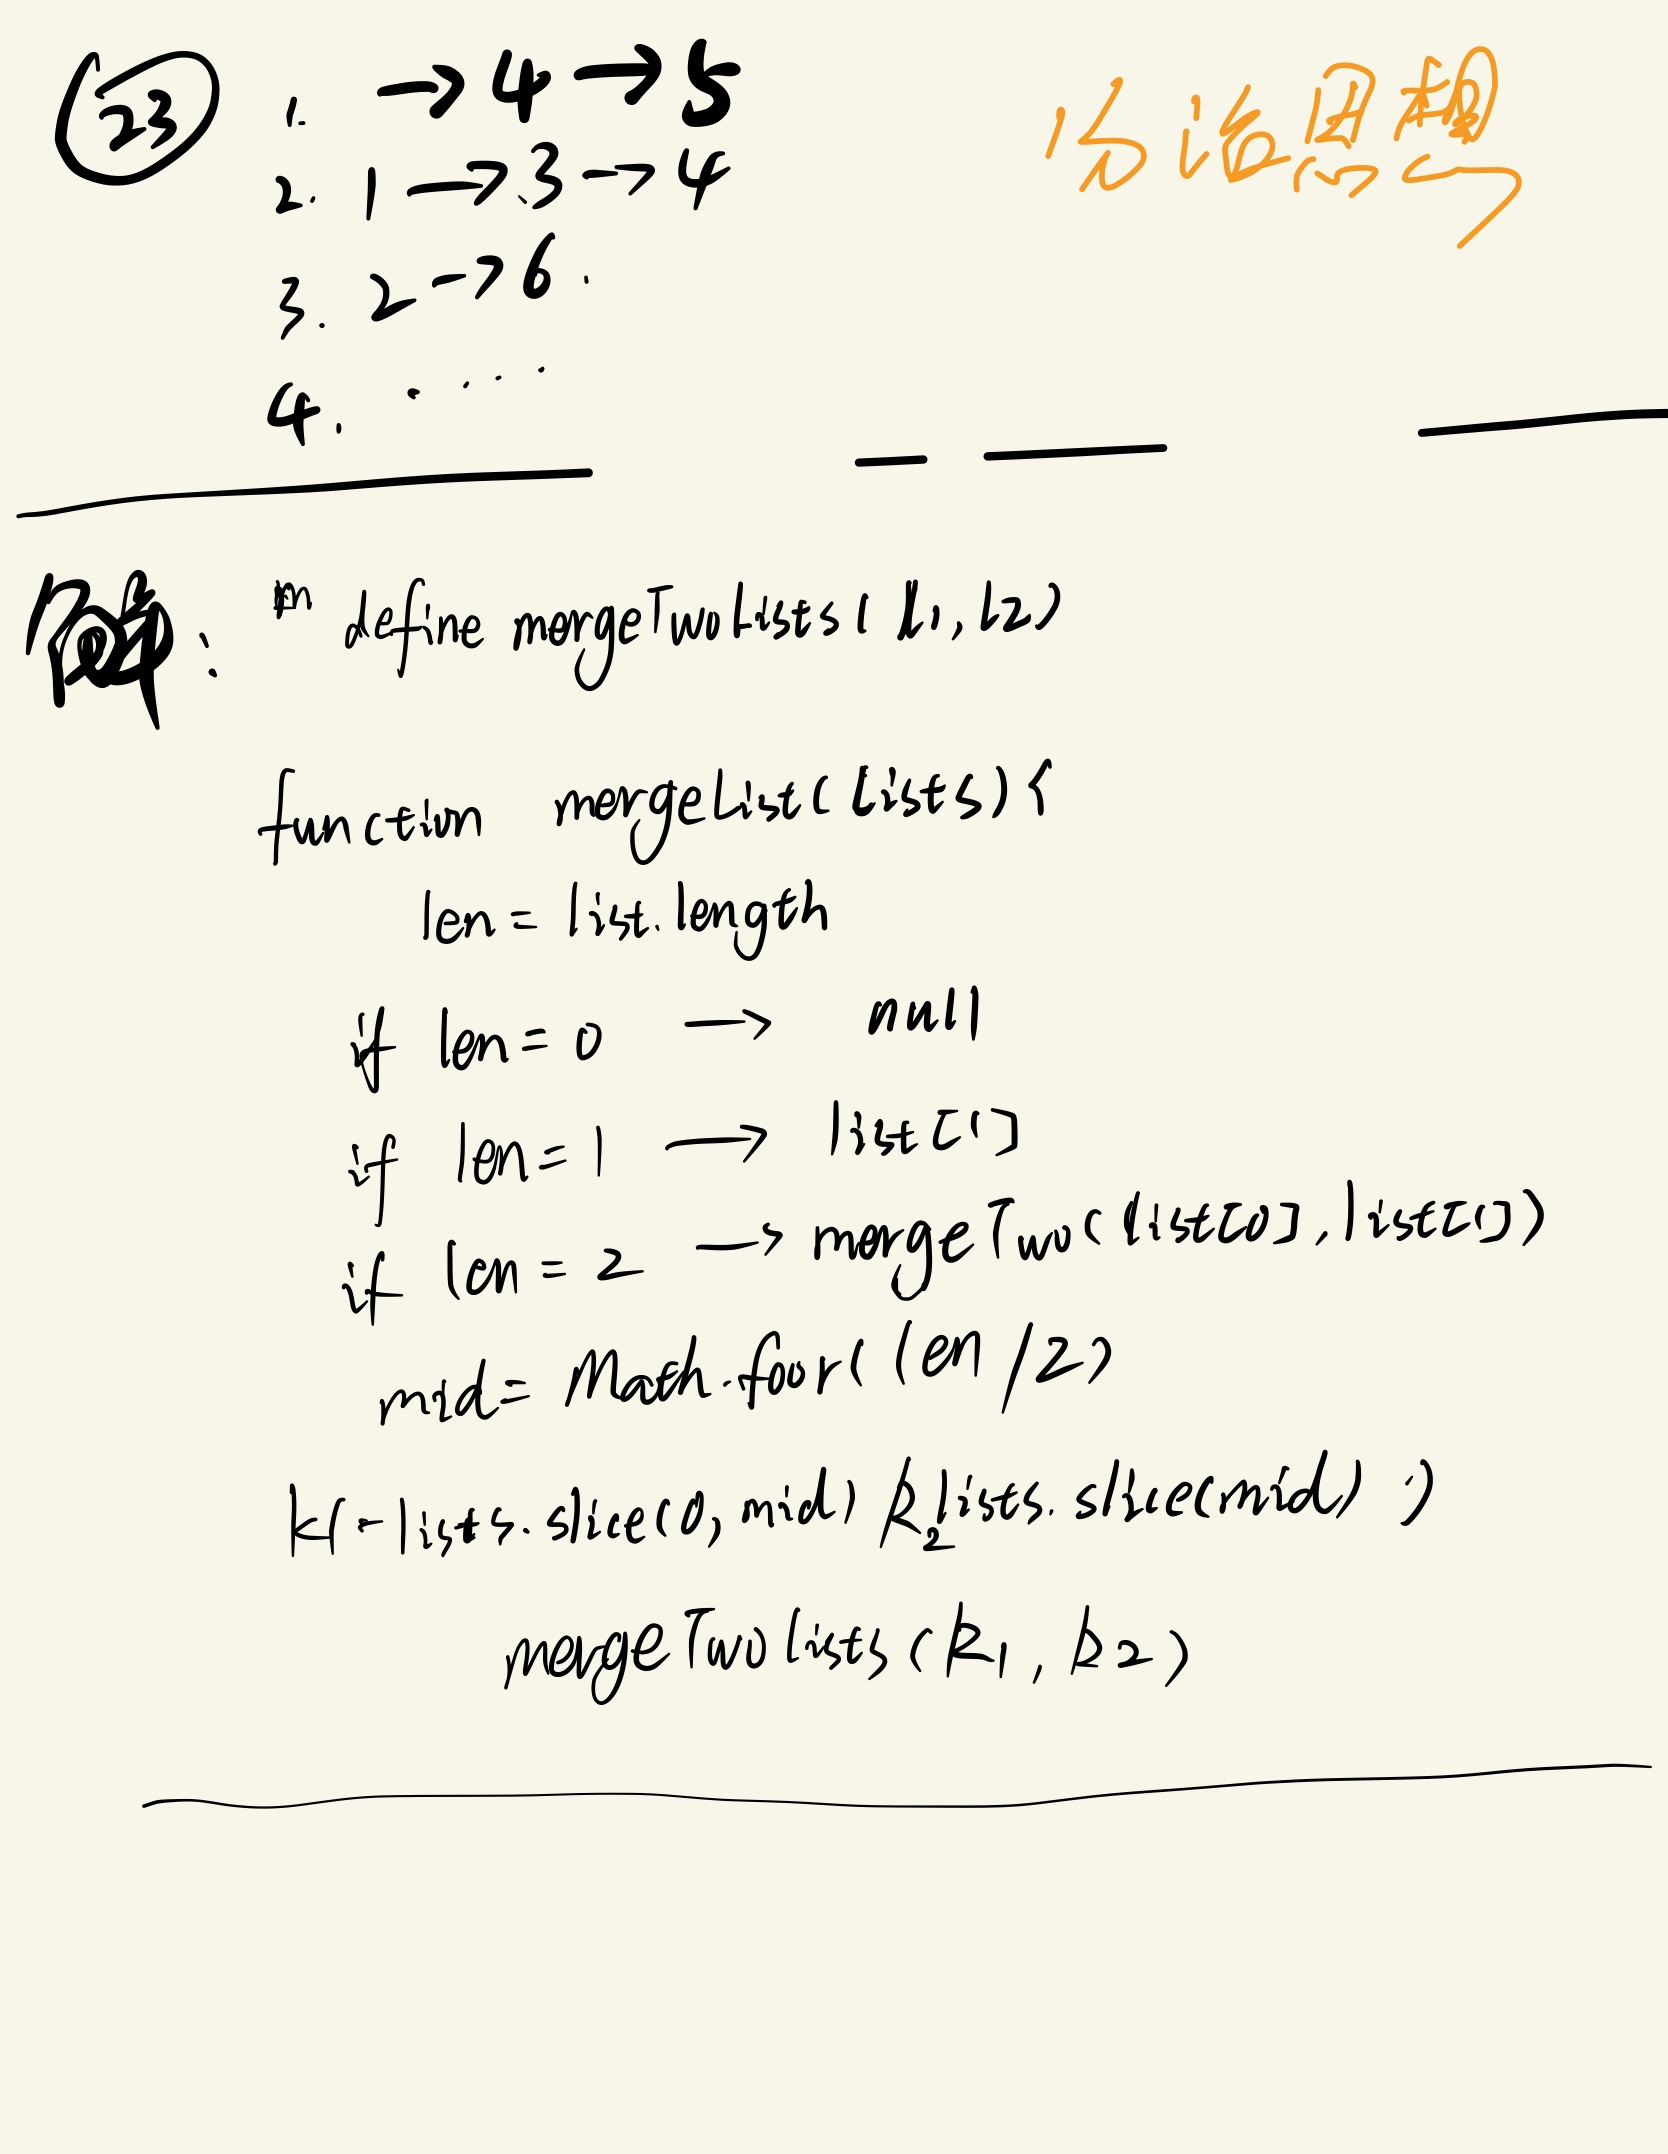 23
1. → 4 → 5
分治思想
2. 1 → 3 → 4
3. 2 → 6 .
4. . . . .
解: define mergeTwoLists( l1, l2)
function mergeList( lists) {
len = list.length
if len = 0 → null
if len = 1 → list[1]
if len = 2 → mergeTwo( list[0], list[1])
mid = Math.foor( len / 2)
k1 = lists.slice(0, mid) k2 lists.slice(mid) )
mergeTwolists (k1, k2)